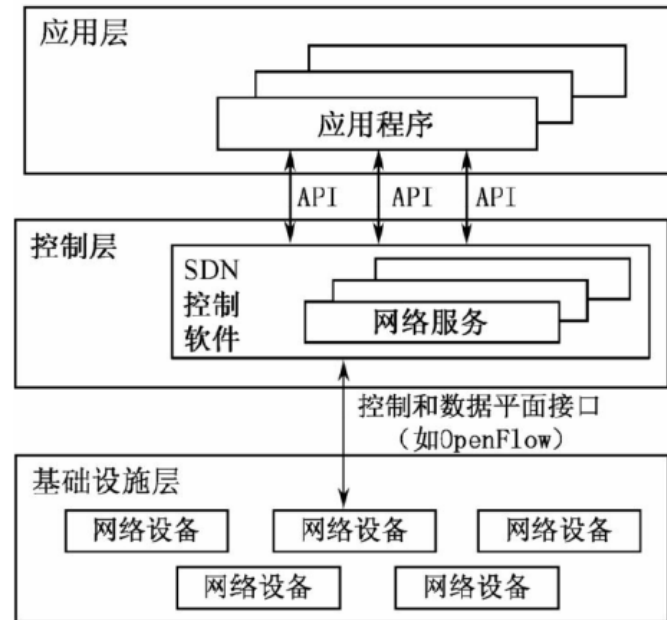 应用层
应用程序
API API API
控制层
SDN
控制
软件
网络服务
控制和数据平面接口
（如OpenFlow）
基础设施层
网络设备 网络设备 网络设备
网络设备 网络设备